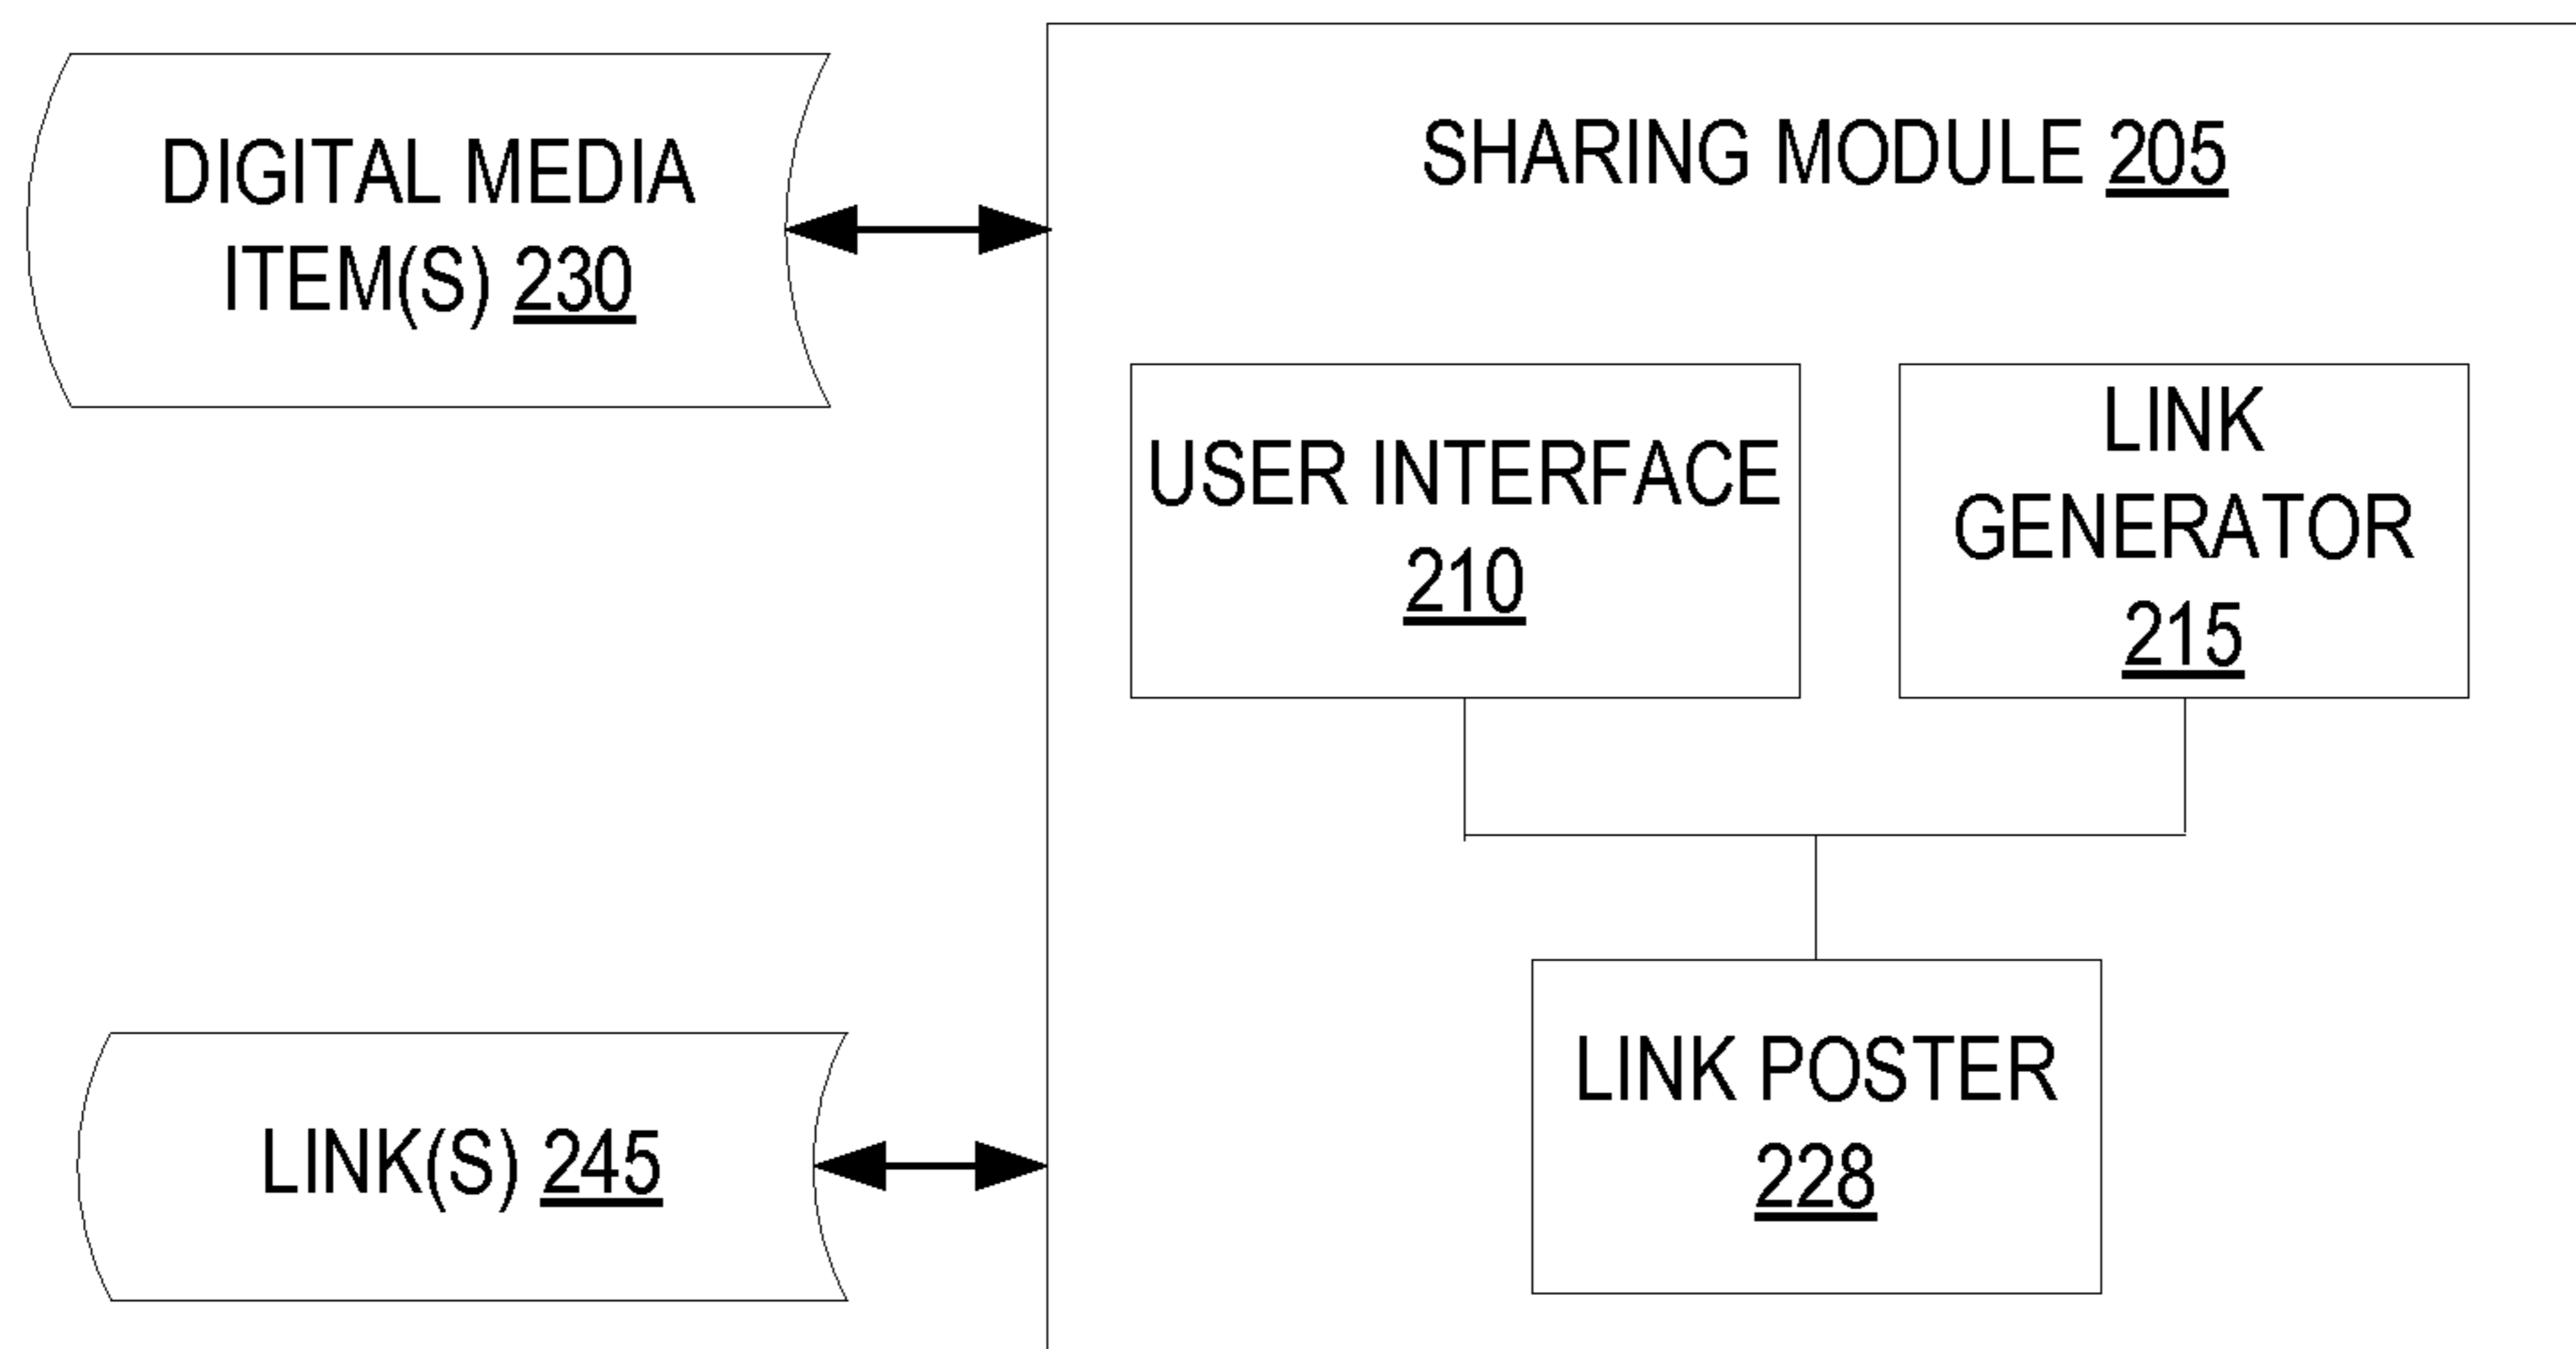 DIGITAL MEDIA
ITEM(S) 230
SHARING MODULE 205
USER INTERFACE
210
LINK
GENERATOR
215
LINK POSTER
228
LINK(S) 245